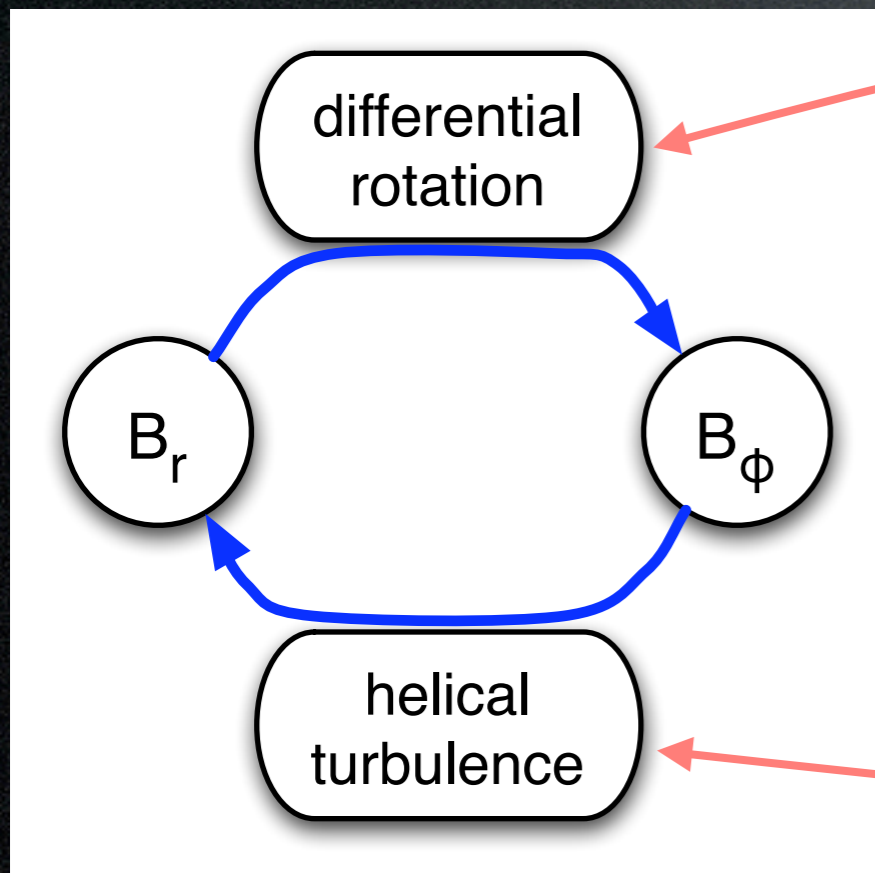 differential
rotation
B_r
B_ϕ
helical
turbulence